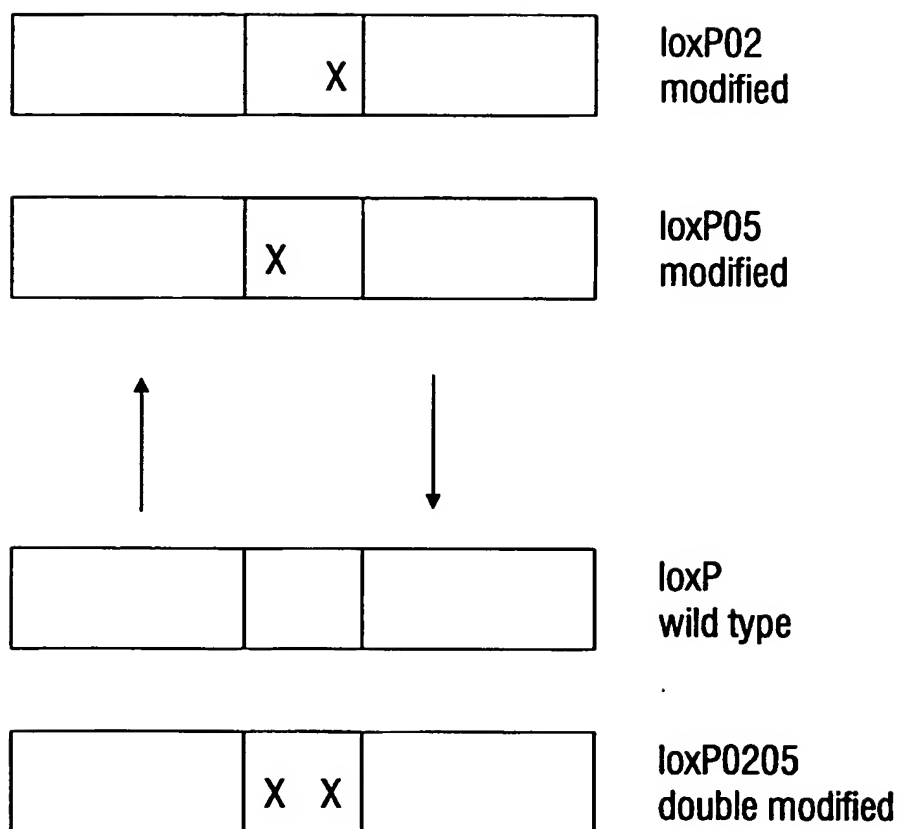 X
loxP02
modified
X
loxP05
modified
loxP
wild type
X X
loxP0205
double modified